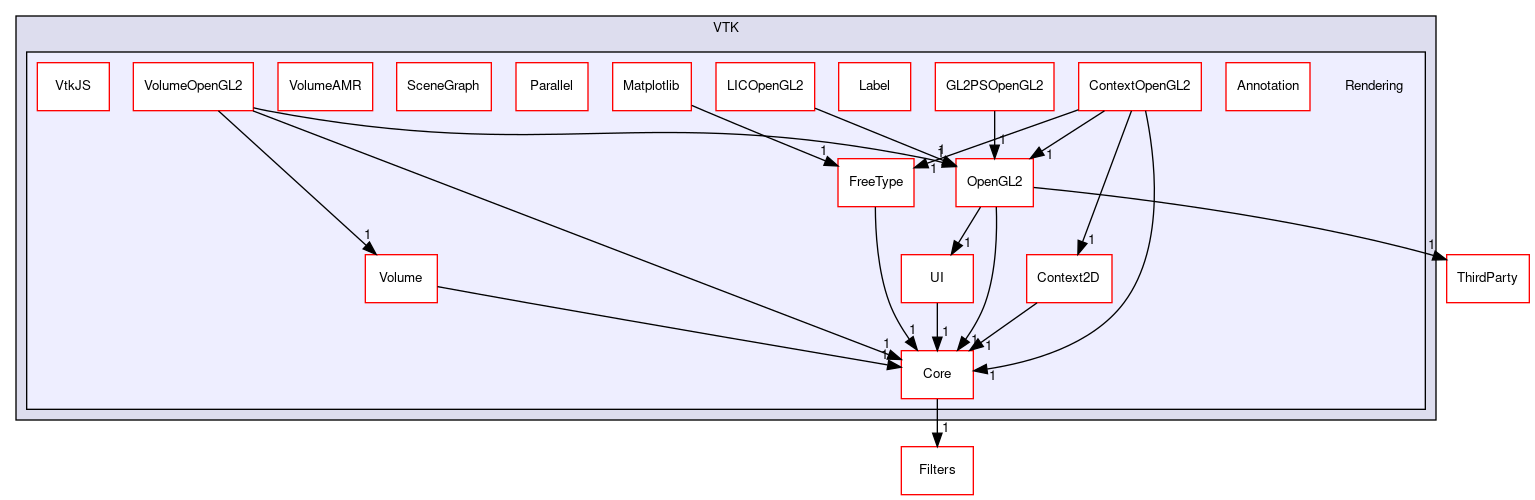 VTK
VtkJS
VolumeOpenGL2
VolumeAMR
SceneGraph
Parallel
Matplotlib
LICOpenGL2
Label
GL2PSOpenGL2
ContextOpenGL2
Annotation
Rendering
1
1
1
1
1
1
FreeType
OpenGL2
1
1
1
1
Volume
UI
Context2D
ThirdParty
1
1
1
1
1
1
1
Core
1
1
Filters